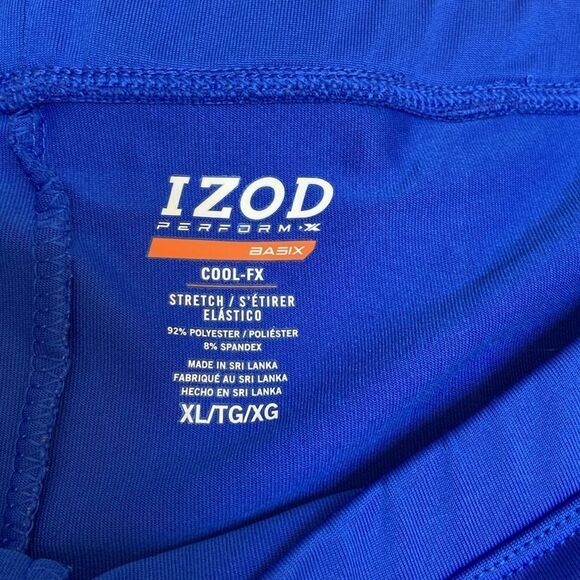 IZOD
PERFORM·X
BASIX
COOL-FX
STRETCH / S'ÉTIRER
ELÁSTICO
92% POLYESTER / POLIÉSTER
8% SPANDEX
MADE IN SRI LANKA
FABRIQUÉ AU SRI LANKA
HECHO EN SRI LANKA
XL/TG/XG